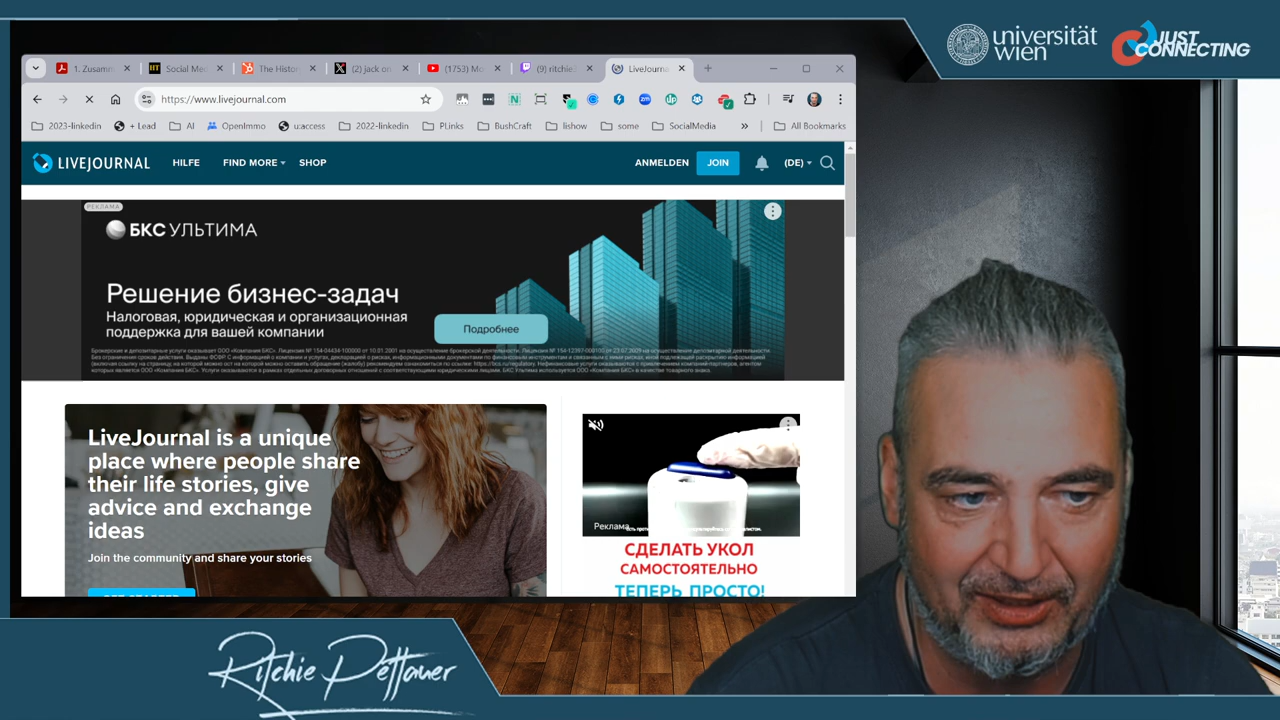 universität
wien
JUST
CONNECTING
1. Zusamm
Social Med
The History
(2) jack on
(1753) Mo
(9) ritchie
LiveJourna
https://www.livejournal.com
2023-linkedin
+ Lead
AI
OpenImmo
u:access
2022-linkedin
PLinks
BushCraft
lishow
some
SocialMedia
»
All Bookmarks
LIVEJOURNAL
HILFE
FIND MORE
SHOP
ANMELDEN
JOIN
(DE)
РЕКЛАМА
БКС УЛЬТИМА
Решение бизнес-задач
Налоговая, юридическая и организационная
поддержка для вашей компании
Подробнее
LiveJournal is a unique
place where people share
their life stories, give
advice and exchange
ideas
Join the community and share your stories
Реклама
СДЕЛАТЬ УКОЛ
САМОСТОЯТЕЛЬНО
ТЕПЕРЬ ПРОСТО!
Ritchie Pettauer